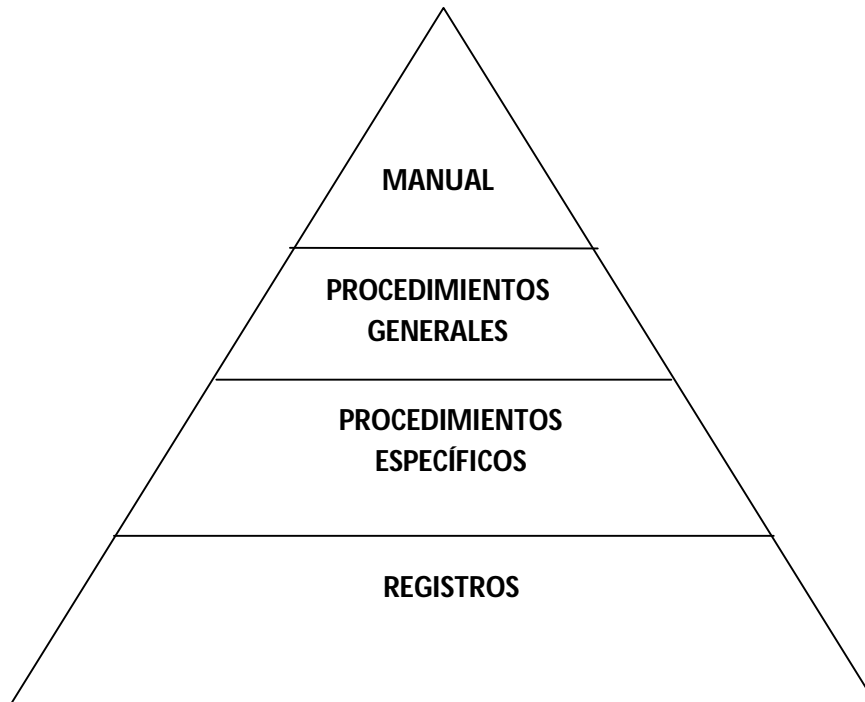 MANUAL
PROCEDIMIENTOS
GENERALES
PROCEDIMIENTOS
ESPECÍFICOS
REGISTROS